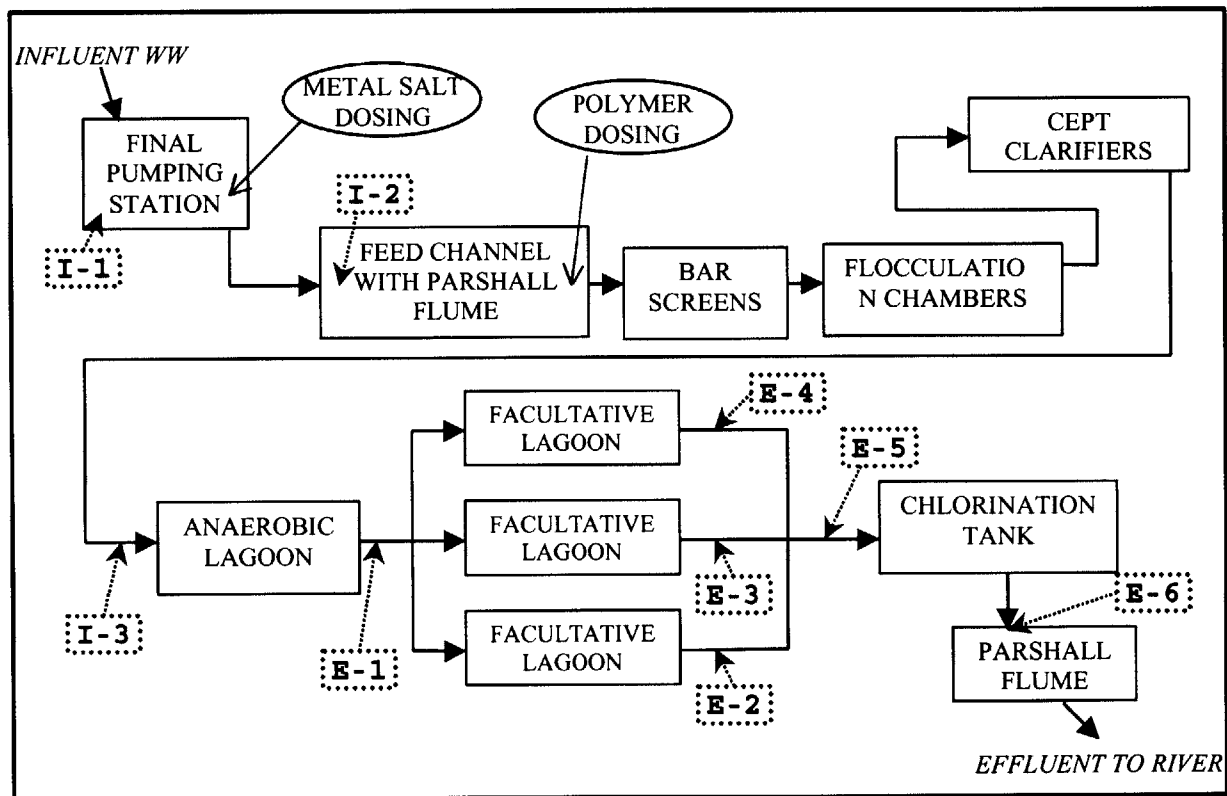 INFLUENT WW
METAL SALT
DOSING
POLYMER
DOSING
CEPT
CLARIFIERS
FINAL
PUMPING
STATION
I-1
I-2
FEED CHANNEL
WITH PARSHALL
FLUME
BAR
SCREENS
FLOCCULATIO
N CHAMBERS
FACULTATIVE
LAGOON
E-4
E-5
ANAEROBIC
LAGOON
FACULTATIVE
LAGOON
CHLORINATION
TANK
I-3
E-1
E-3
E-6
FACULTATIVE
LAGOON
E-2
PARSHALL
FLUME
EFFLUENT TO RIVER